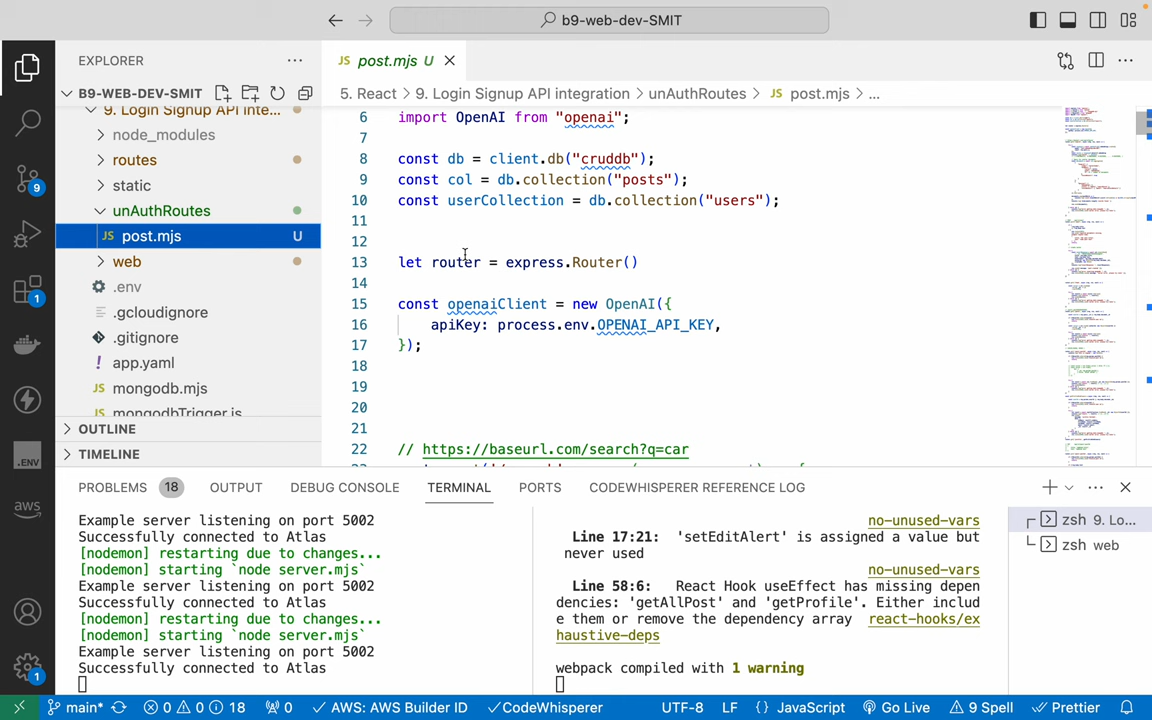 b9-web-dev-SMIT
EXPLORER
post.mjs U
B9-WEB-DEV-SMIT
5. React > 9. Login Signup API integration > unAuthRoutes > JS post.mjs > ...
9. Login Signup API inte...
node_modules
routes
static
unAuthRoutes
JS post.mjs U
web
.env
.gcloudignore
.gitignore
! app.yaml
JS mongodb.mjs
JS mongodbTrigger.js
OUTLINE
TIMELINE
6 import OpenAI from "openai";
7
8 const db = client.db("cruddb");
9 const col = db.collection("posts");
10 const userCollection = db.collection("users");
11
12
13 let router = express.Router()
14
15 const openaiClient = new OpenAI({
16 apiKey: process.env.OPENAI_API_KEY,
17 });
18
19
20
21
22 // https://baseurl.com/search?q=car
PROBLEMS 18 OUTPUT DEBUG CONSOLE TERMINAL PORTS CODEWHISPERER REFERENCE LOG
Example server listening on port 5002
Successfully connected to Atlas
[nodemon] restarting due to changes...
[nodemon] starting `node server.mjs`
Example server listening on port 5002
Successfully connected to Atlas
[nodemon] restarting due to changes...
[nodemon] starting `node server.mjs`
Example server listening on port 5002
Successfully connected to Atlas
no-unused-vars
Line 17:21: 'setEditAlert' is assigned a value but
never used
no-unused-vars
Line 58:6: React Hook useEffect has missing depen
dencies: 'getAllPost' and 'getProfile'. Either includ
e them or remove the dependency array react-hooks/ex
haustive-deps
webpack compiled with 1 warning
zsh 9. Lo...
zsh web
9
1
.ENV
aws
1
main* 0 0 18 0 AWS: AWS Builder ID CodeWhisperer UTF-8 LF {} JavaScript Go Live 9 Spell Prettier